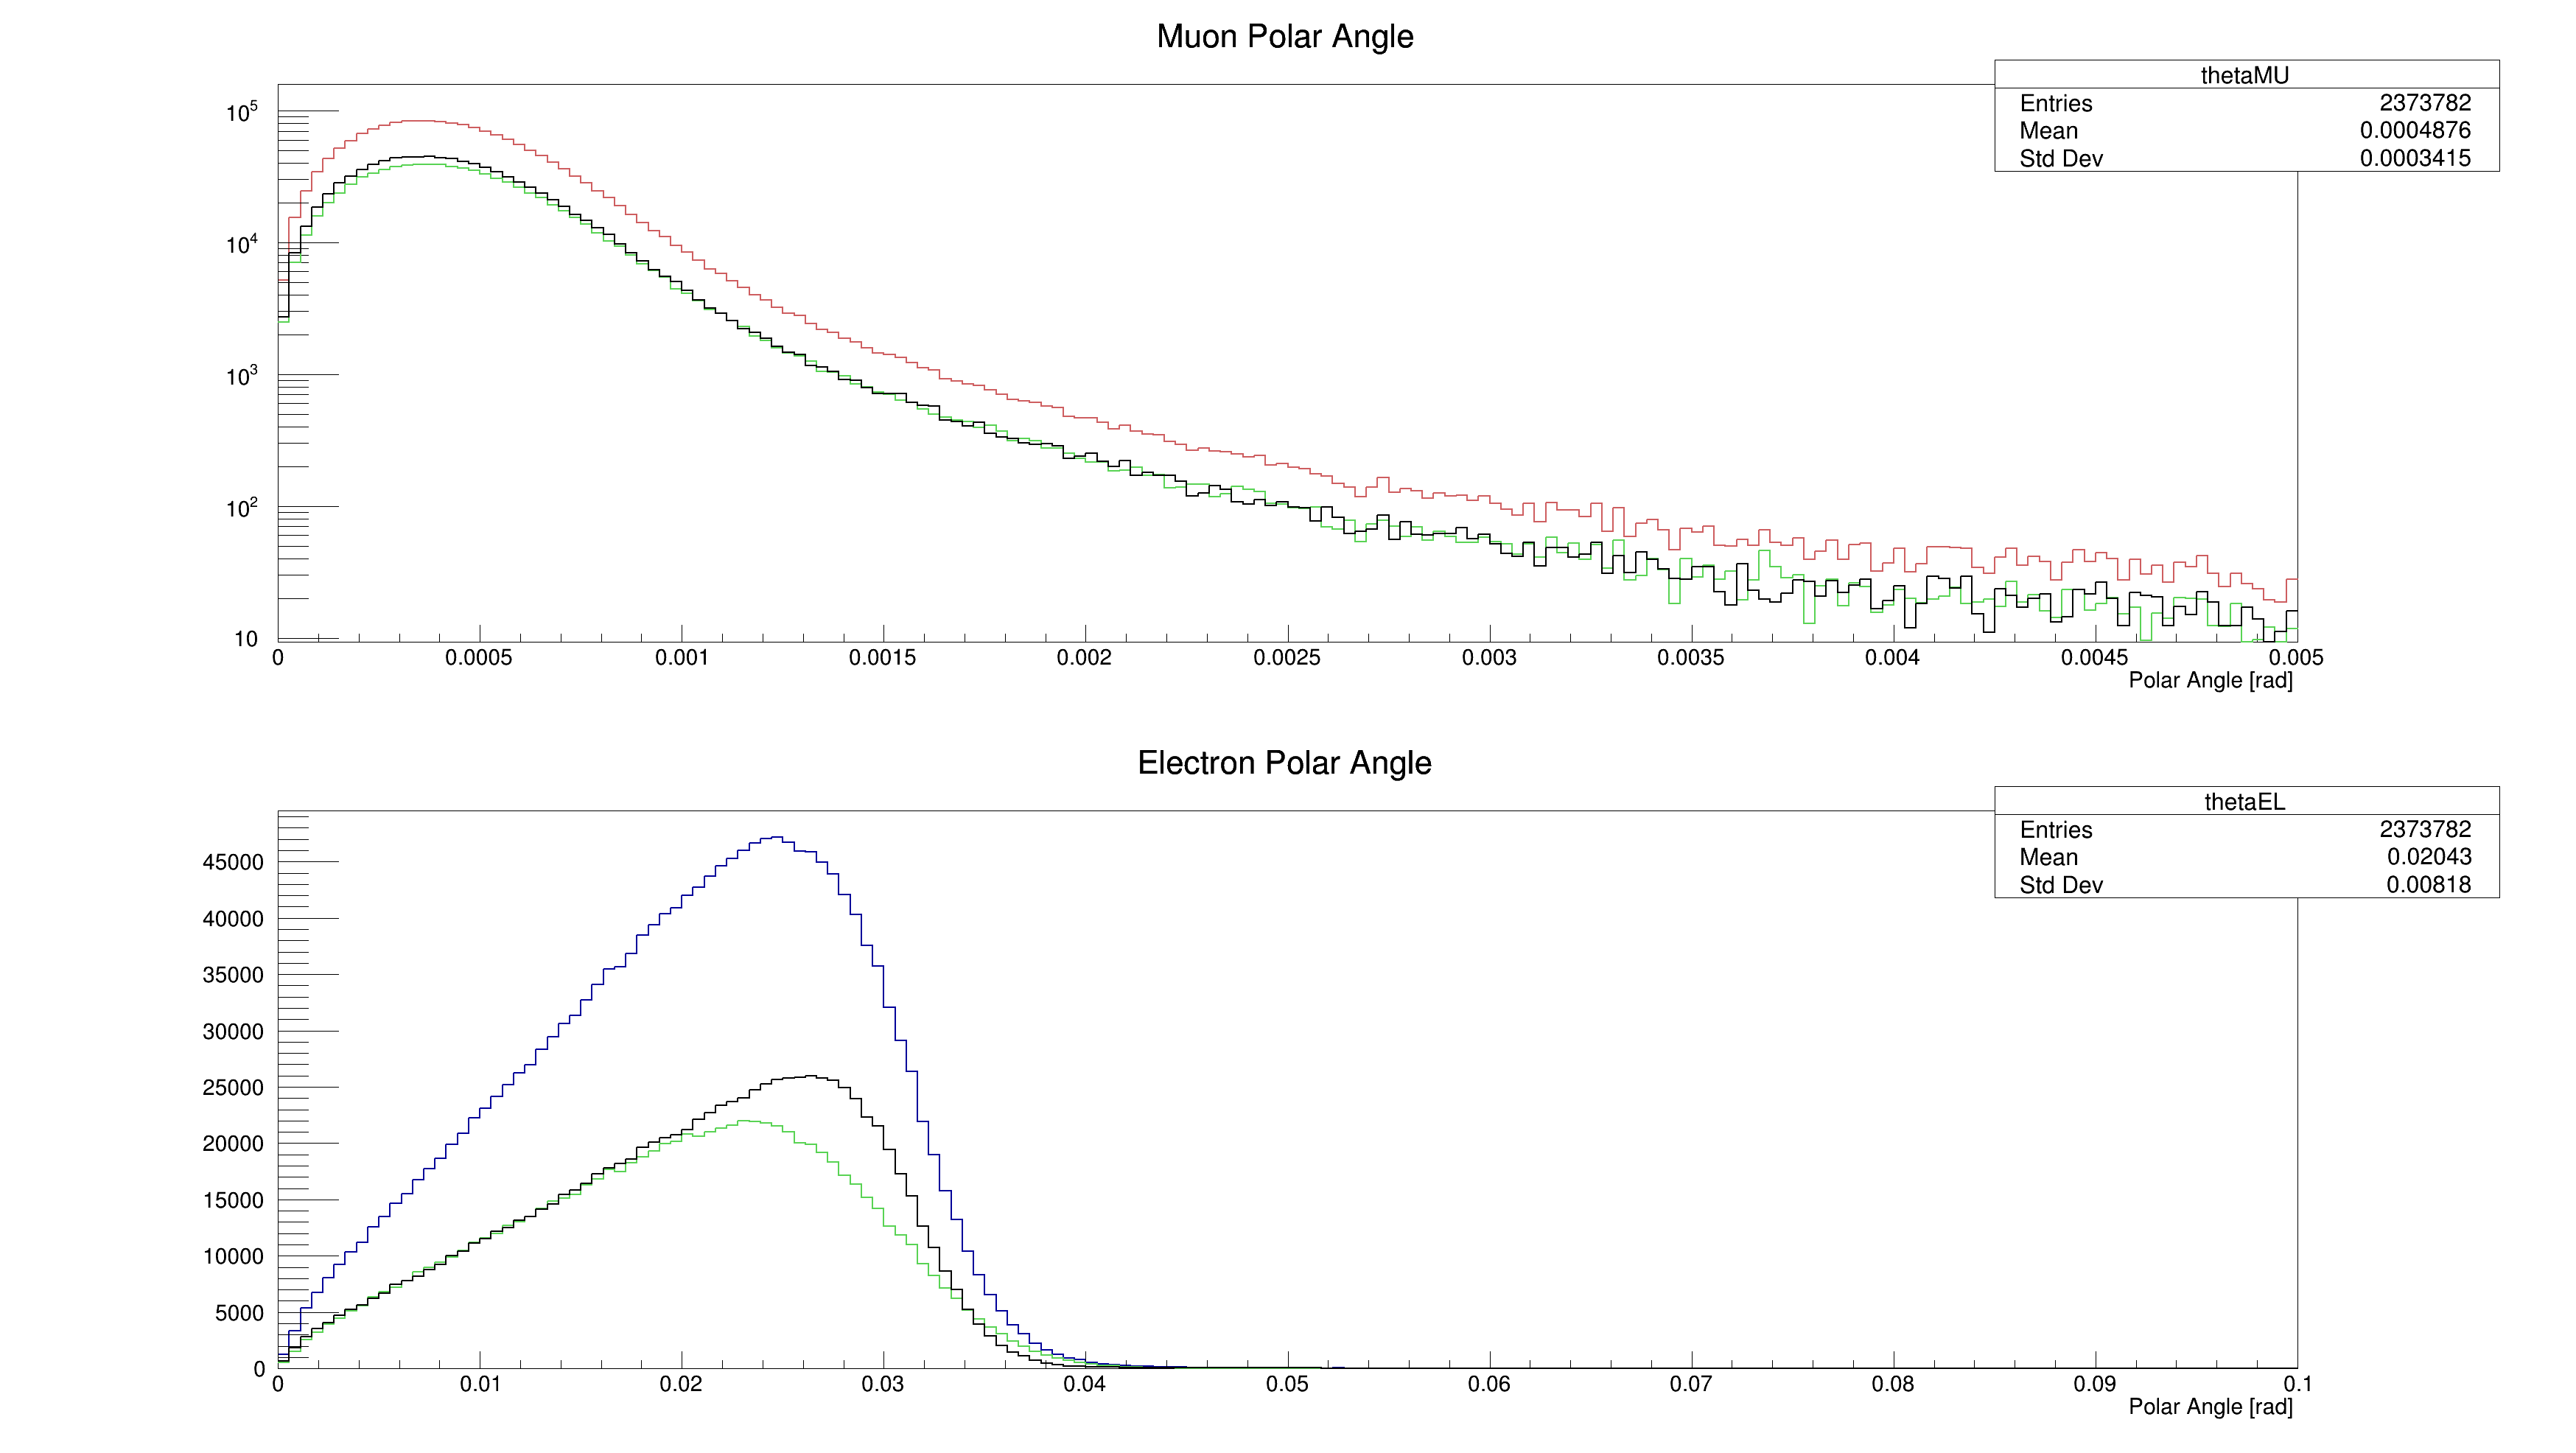 Muon Polar Angle
thetaMU
Entries 2373782
Mean 0.0004876
Std Dev 0.0003415
10^5
10^4
10^3
10^2
10
0 0.0005 0.001 0.0015 0.002 0.0025 0.003 0.0035 0.004 0.0045 0.005
Polar Angle [rad]
Electron Polar Angle
thetaEL
Entries 2373782
Mean 0.02043
Std Dev 0.00818
45000
40000
35000
30000
25000
20000
15000
10000
5000
0
0 0.01 0.02 0.03 0.04 0.05 0.06 0.07 0.08 0.09 0.1
Polar Angle [rad]